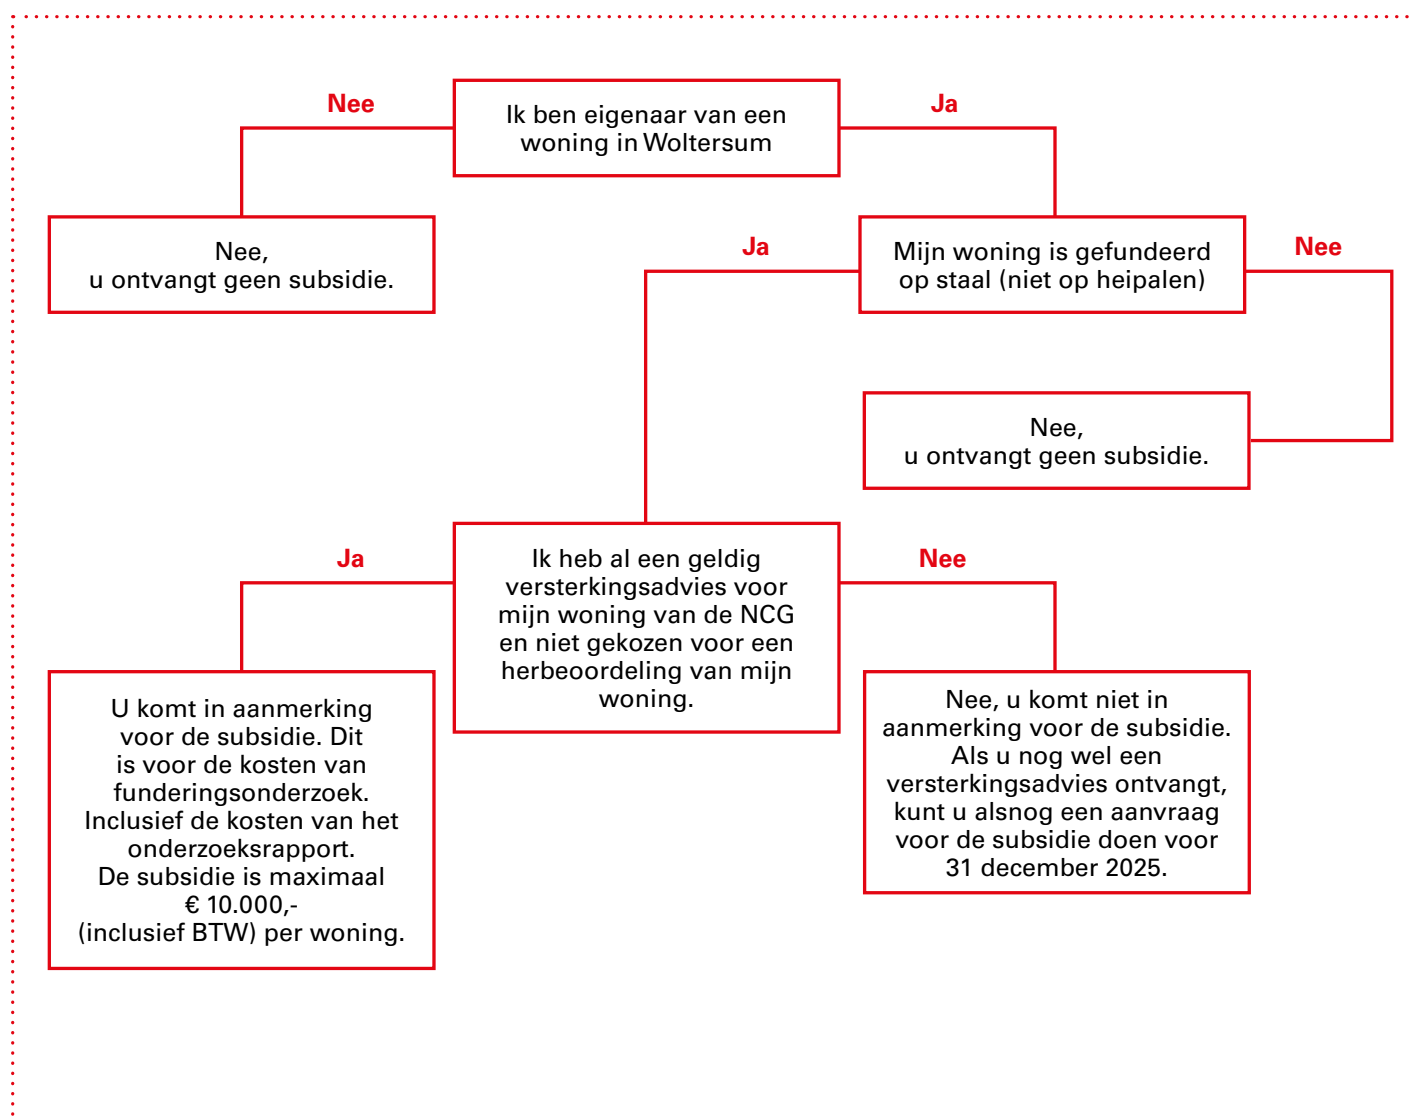 Nee
Ik ben eigenaar van een
woning in Woltersum
Ja
Nee,
u ontvangt geen subsidie.
Ja
Mijn woning is gefundeerd
op staal (niet op heipalen)
Nee
Nee,
u ontvangt geen subsidie.
Ja
Ik heb al een geldig
versterkingsadvies voor
mijn woning van de NCG
en niet gekozen voor een
herbeoordeling van mijn
woning.
Nee
U komt in aanmerking
voor de subsidie. Dit
is voor de kosten van
funderingsonderzoek.
Inclusief de kosten van het
onderzoeksrapport.
De subsidie is maximaal
€ 10.000,-
(inclusief BTW) per woning.
Nee, u komt niet in
aanmerking voor de subsidie.
Als u nog wel een
versterkingsadvies ontvangt,
kunt u alsnog een aanvraag
voor de subsidie doen voor
31 december 2025.